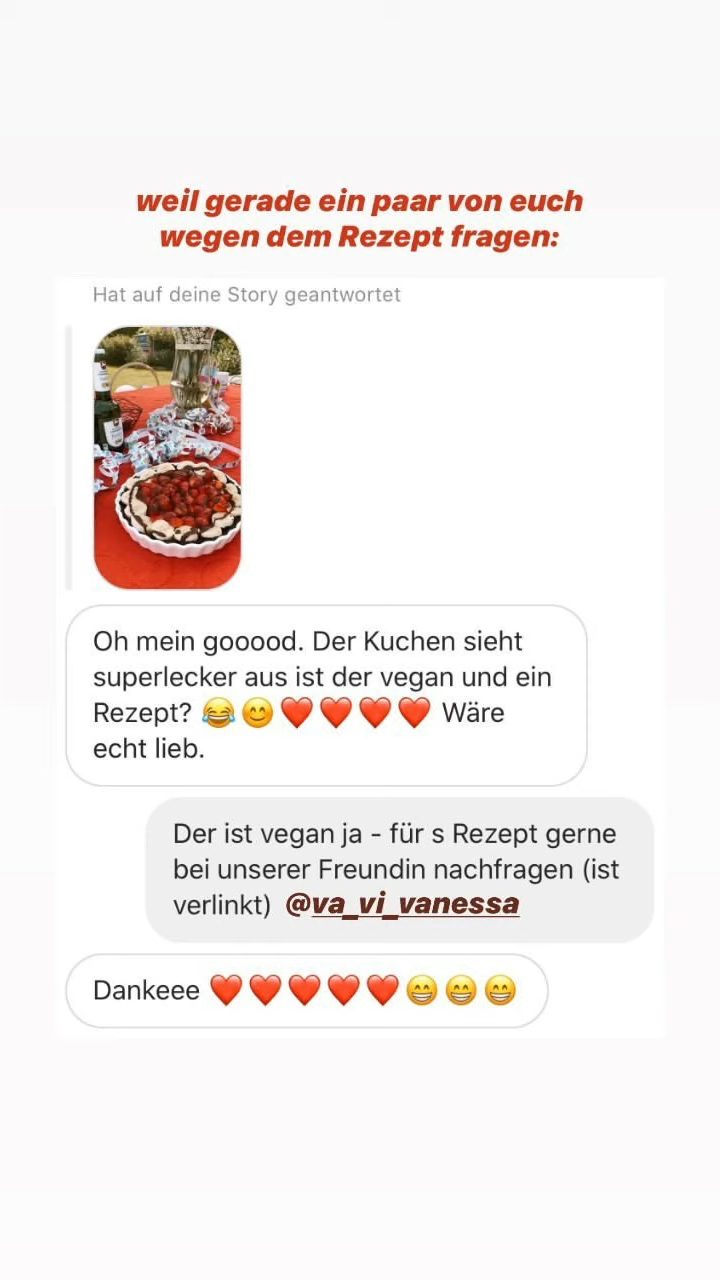 weil gerade ein paar von euch
wegen dem Rezept fragen:
Hat auf deine Story geantwortet
Oh mein gooood. Der Kuchen sieht
superlecker aus ist der vegan und ein
Rezept? 😂 😊 ❤️ ❤️ ❤️ ❤️ Wäre
echt lieb.
Der ist vegan ja - für s Rezept gerne
bei unserer Freundin nachfragen (ist
verlinkt) @va_vi_vanessa
Dankeee ❤️ ❤️ ❤️ ❤️ ❤️ 😁 😁 😁